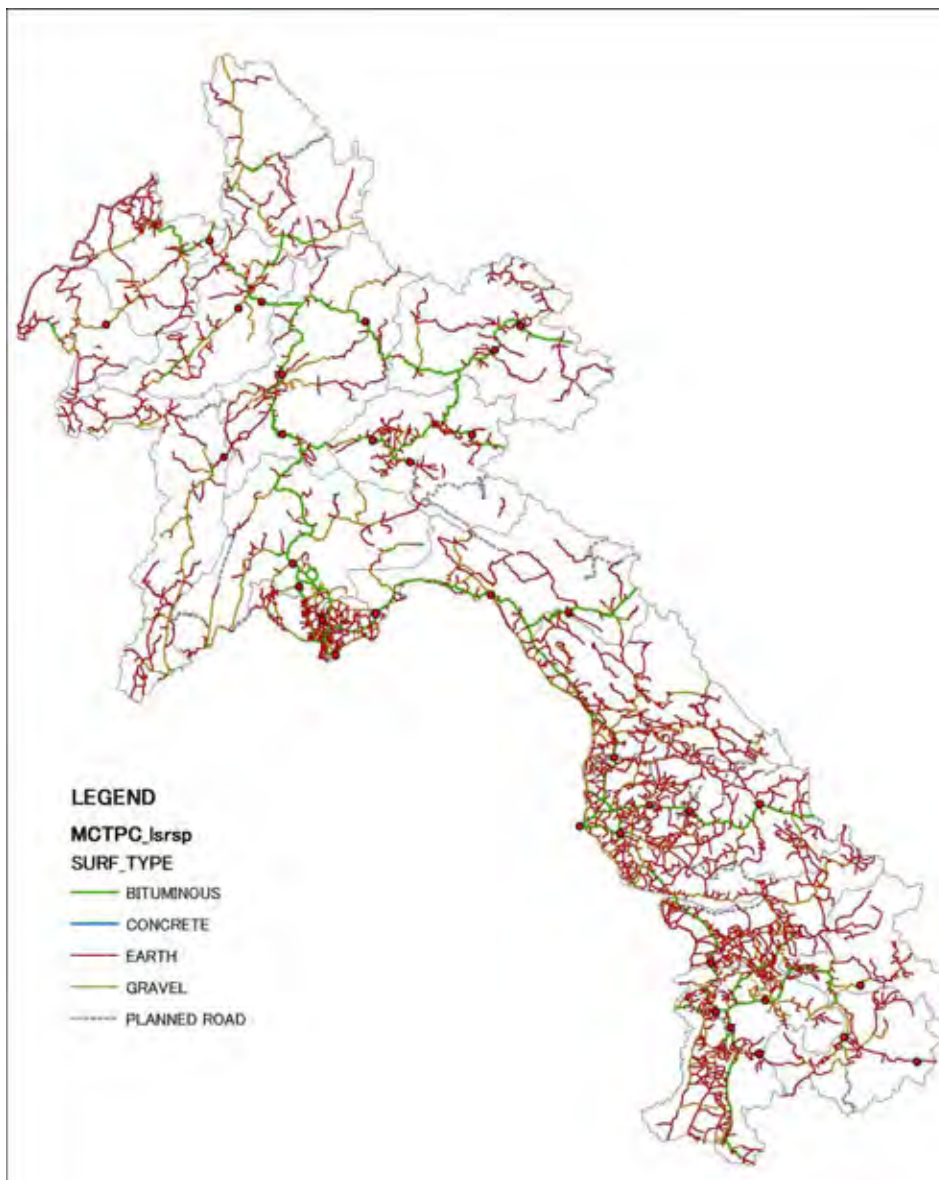 LEGEND
MCTPC_lsrsp
SURF_TYPE
BITUMINOUS
CONCRETE
EARTH
GRAVEL
PLANNED ROAD